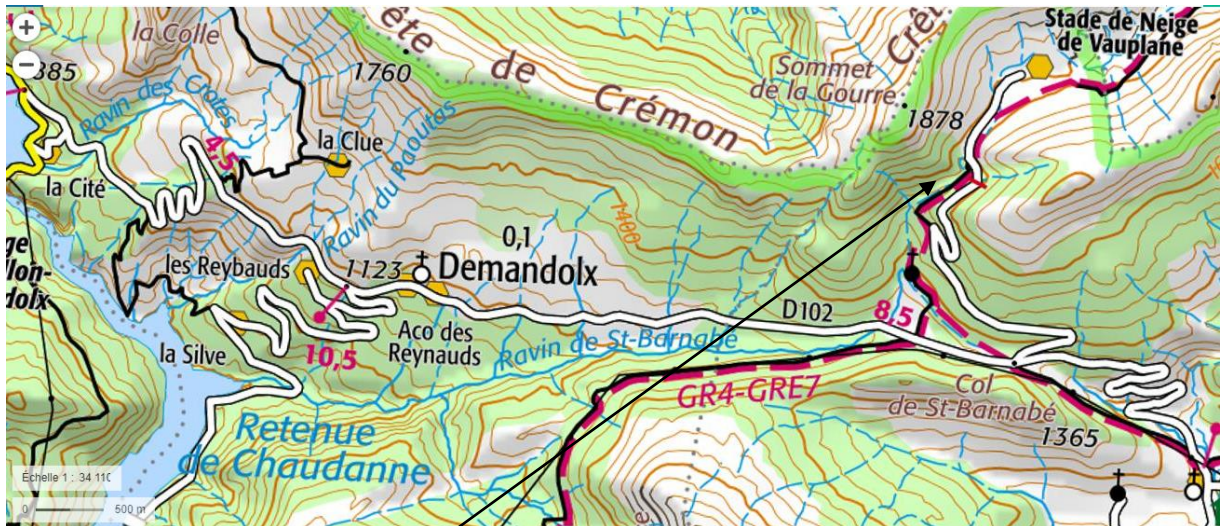 +
−
385
la Colle
Ravin des Crotes
1760
4,5
la Clue
Ravin du Paoutas
la Cité
les Reybauds
1123
0,1
Demandolx
1400
Crête de Crémon
Sommet
de la Gourre
1878
Stade de Neige
de Vauplane
la Silve
10,5
Aco des
Reynauds
Ravin de St-Barnabé
D102
8,5
Col
de St-Barnabé
1365
GR4-GRE7
Retenue
de Chaudanne
Échelle 1 : 34 110
0 500 m